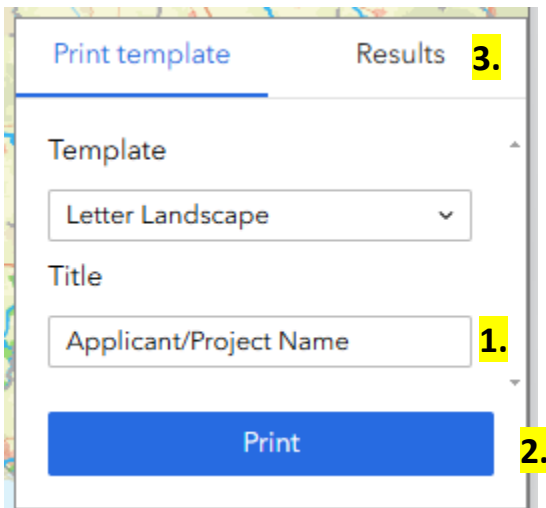 Print template Results 3.
Template
Letter Landscape
Title
Applicant/Project Name 1.
Print 2.